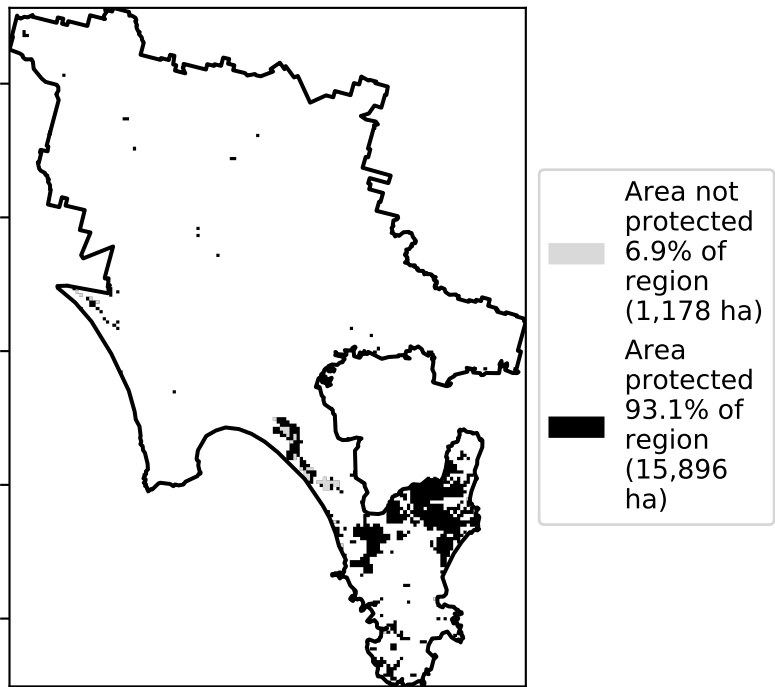 Area not
protected
6.9% of
region
(1,178 ha)
Area
protected
93.1% of
region
(15,896
ha)